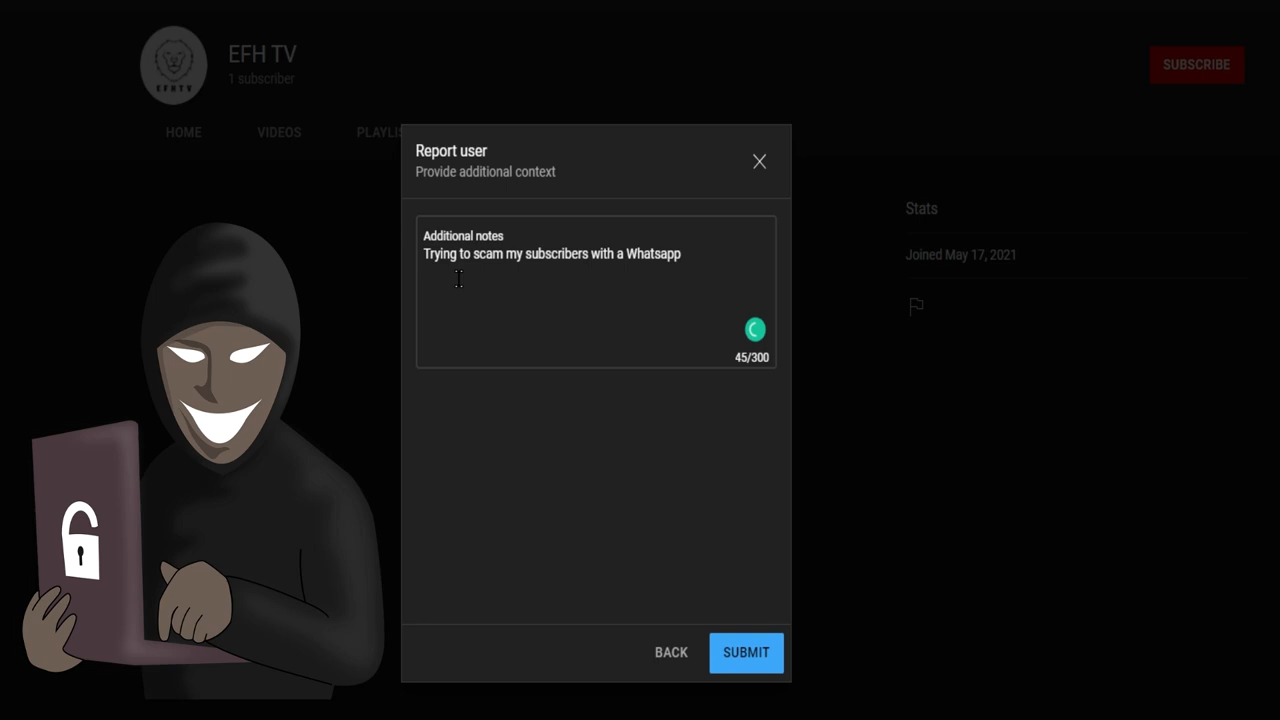 EFH TV
1 subscriber
SUBSCRIBE
HOME
VIDEOS
PLAYLIS
EFHTV
Report user
Provide additional context
Additional notes
Trying to scam my subscribers with a Whatsapp
45/300
Stats
Joined May 17, 2021
BACK
SUBMIT